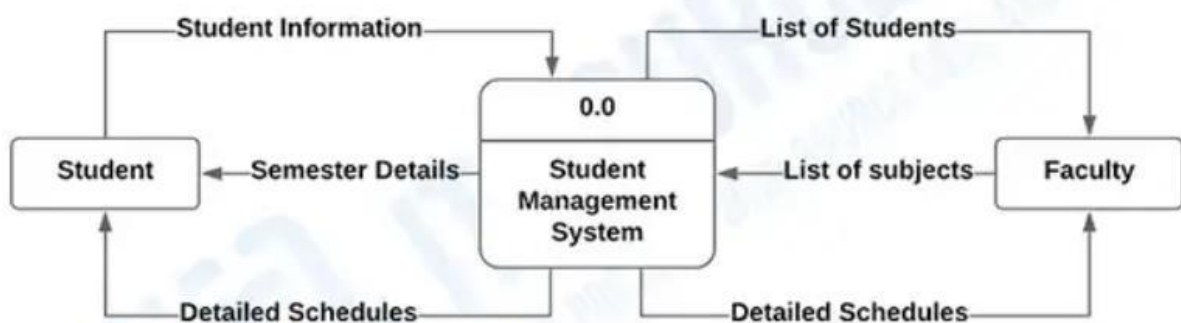 Student Information
List of Students
0.0
Student
Semester Details
Student
Management
System
List of subjects
Faculty
Detailed Schedules
Detailed Schedules